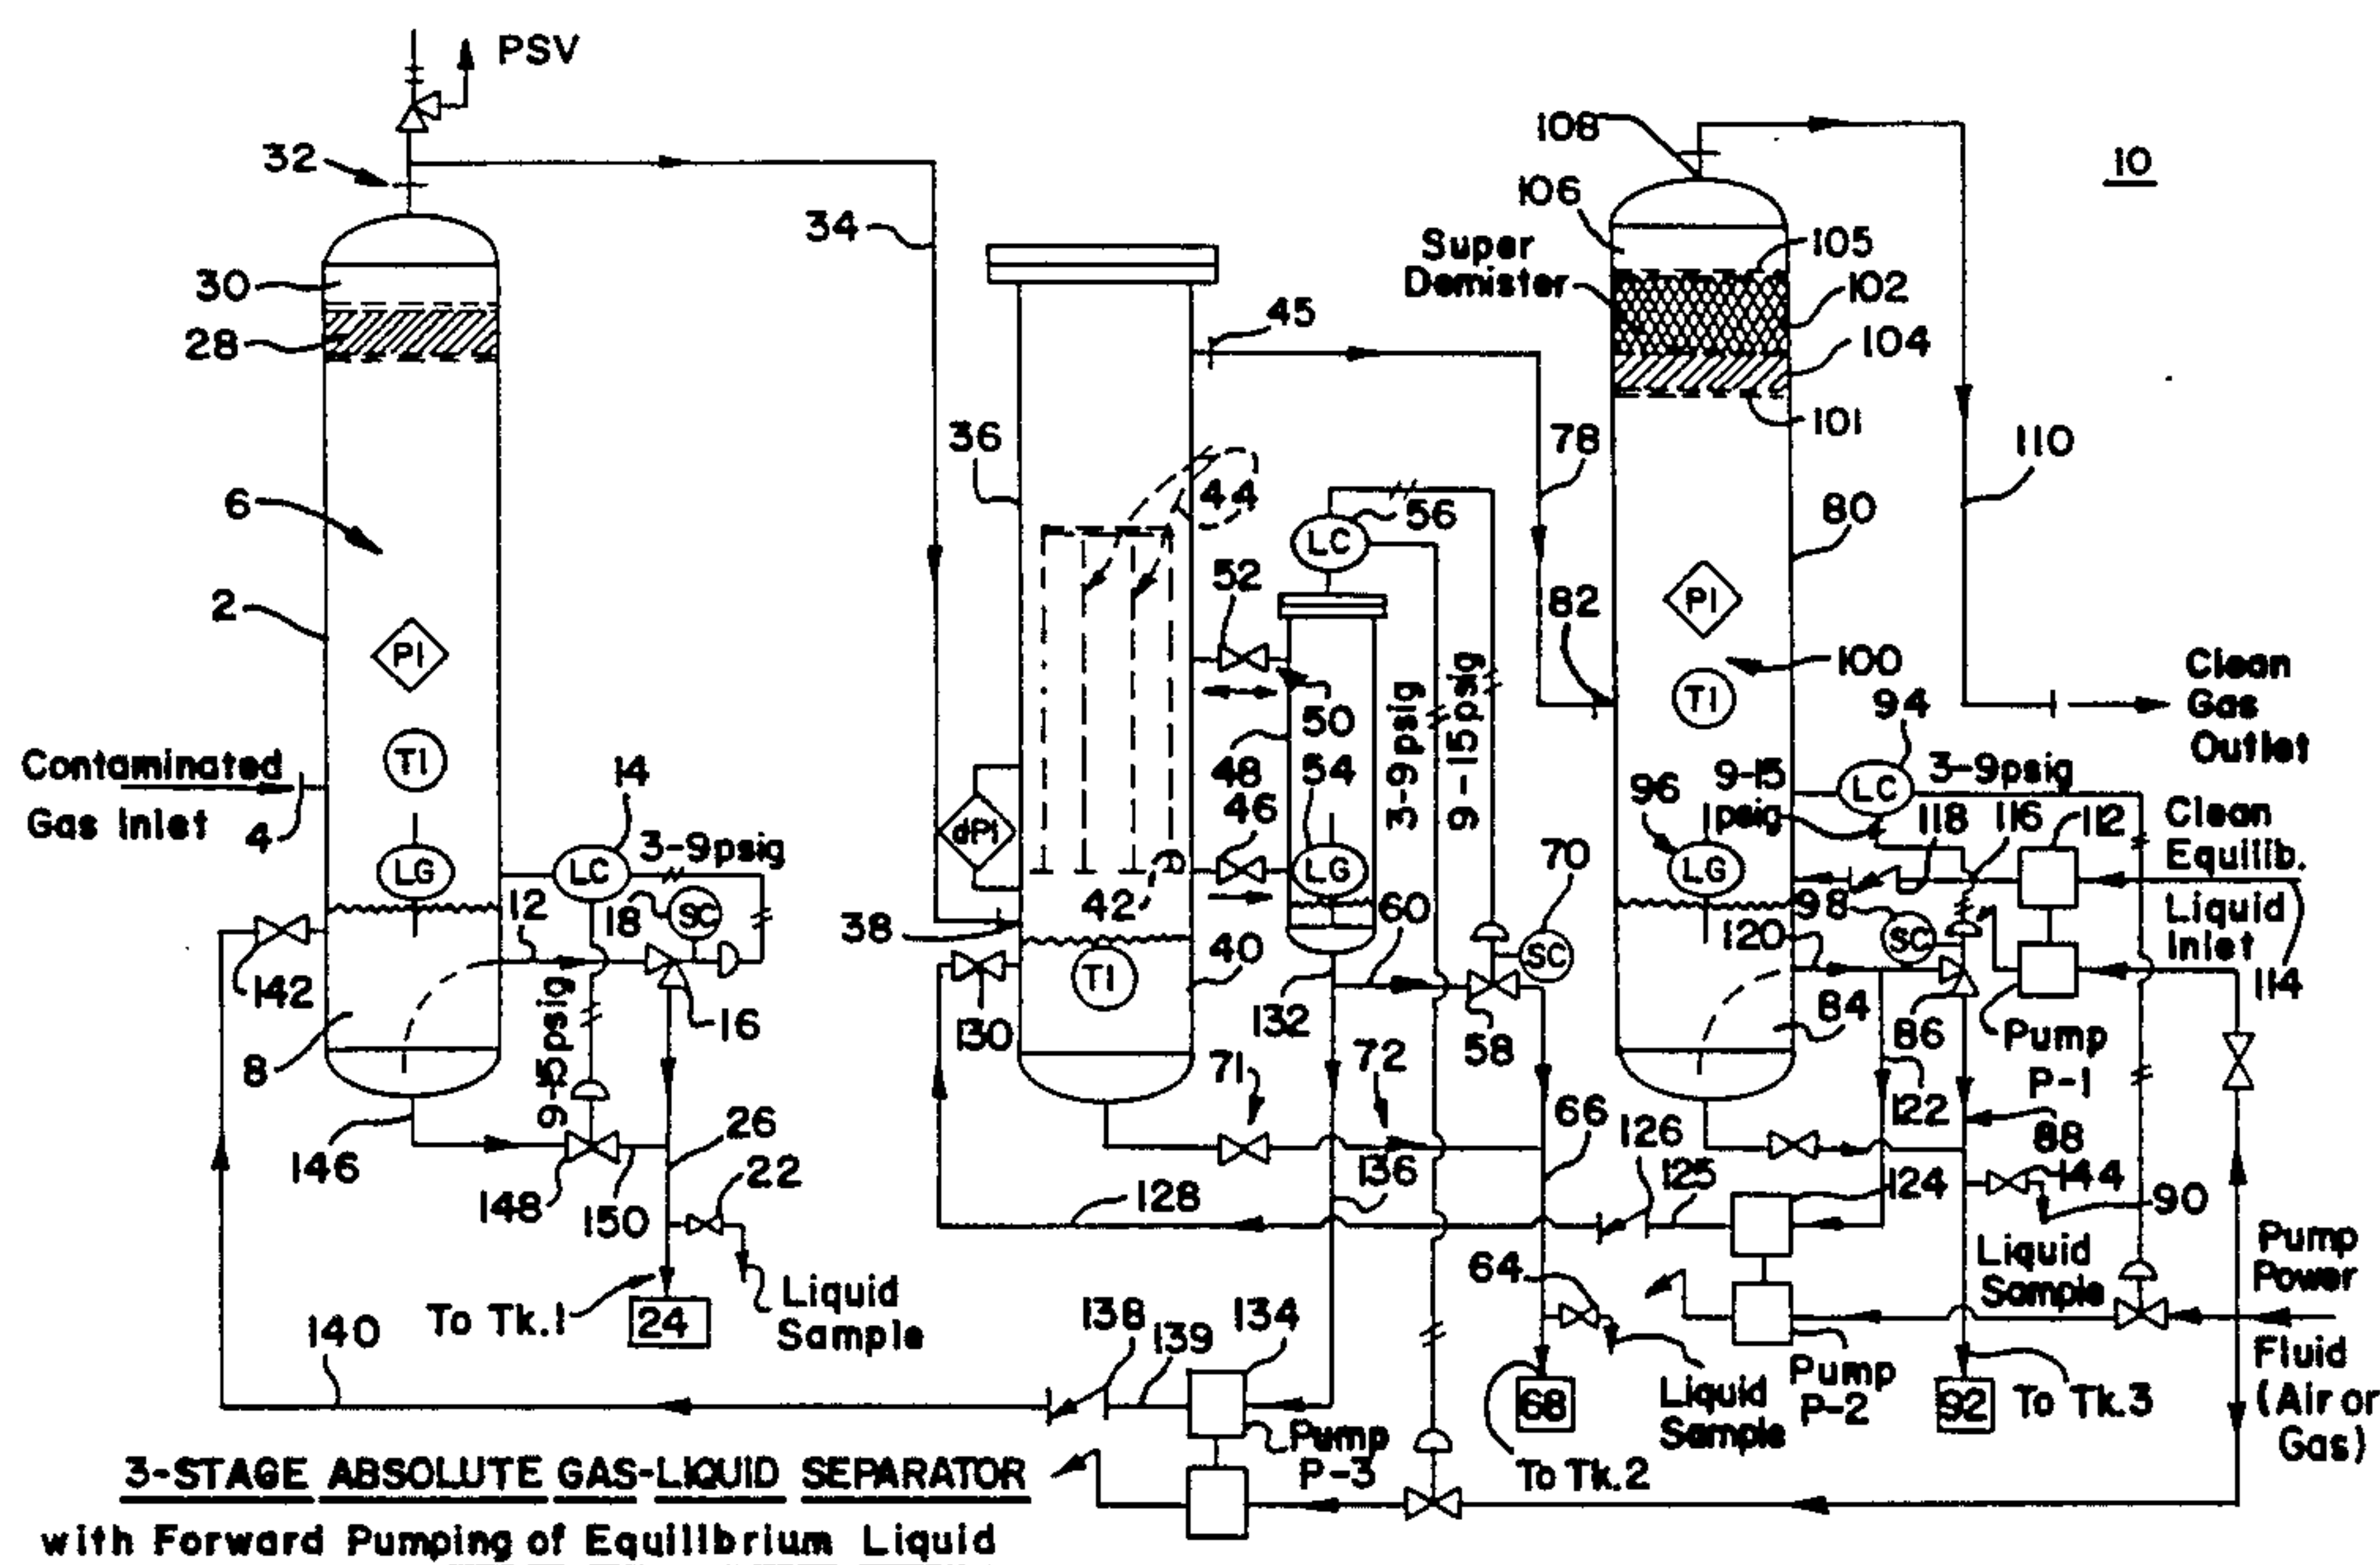 PSV
32
108
10
106
34
Super
Demister
105
30
102
45
28
104
101
36
78
110
6
44
56
80
LC
52
2
82
PI
PI
100
Clean
Gas
Outlet
TI
50
TI
94
Contaminated
Gas Inlet
4
14
48
54
3-9psig
9-15psig
96
9-15
psig
LC
3-9psig
Clean
Equilib.
Liquid
Inlet
dPI
46
118
116
112
LG
LC
3-9psig
LG
70
LG
12
18
SC
42
60
98
38
120
SC
142
TI
40
SC
114
9-15psig
16
130
132
58
84
86
Pump
P-1
8
71
72
122
146
26
66
126
88
148
150
22
128
136
125
124
144
90
Pump
Power
64
Liquid
Sample
Liquid
Sample
To Tk.1
24
140
138
139
134
Fluid
(Air or
Gas)
68
Liquid
Sample
Pump
P-2
92
To Tk.3
Pump
P-3
To Tk.2
3-STAGE ABSOLUTE GAS-LIQUID SEPARATOR
with Forward Pumping of Equilibrium Liquid